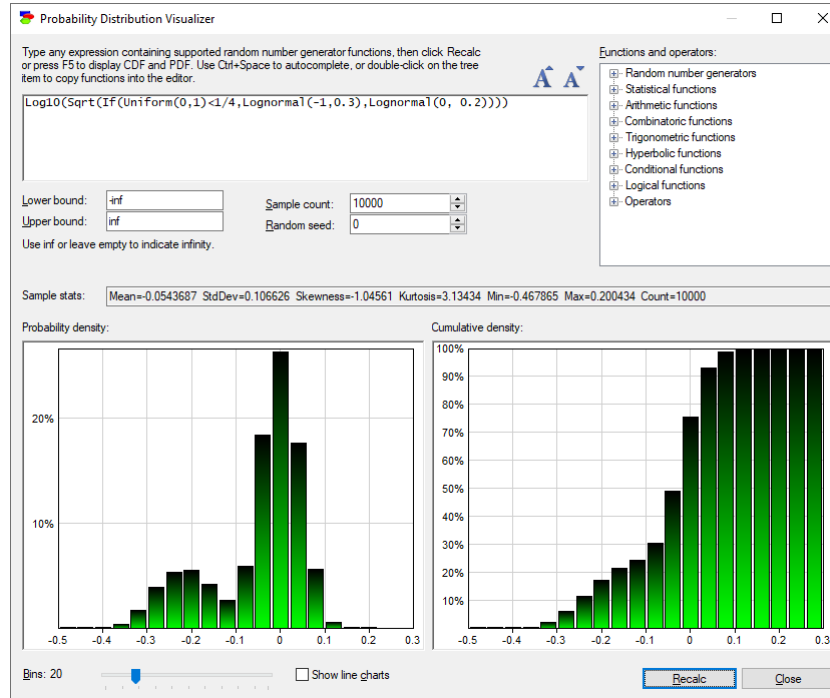 Probability Distribution Visualizer
Type any expression containing supported random number generator functions, then click Recalc
or press F5 to display CDF and PDF. Use Ctrl+Space to autocomplete, or double-click on the tree
item to copy functions into the editor.
A A
Functions and operators:
Log10(Sqrt(If(Uniform(0,1)<1/4,Lognormal(-1,0.3),Lognormal(0, 0.2))))
Random number generators
Statistical functions
Arithmetic functions
Combinatoric functions
Trigonometric functions
Hyperbolic functions
Conditional functions
Logical functions
Operators
Lower bound: -inf
Upper bound: inf
Sample count: 10000
Random seed: 0
Use inf or leave empty to indicate infinity.
Sample stats: Mean=-0.0543687 StdDev=0.106626 Skewness=-1.04561 Kurtosis=3.13434 Min=-0.467865 Max=0.200434 Count=10000
Probability density:
20%
10%
-0.5 -0.4 -0.3 -0.2 -0.1 0 0.1 0.2 0.3
Cumulative density:
100%
90%
80%
70%
60%
50%
40%
30%
20%
10%
-0.5 -0.4 -0.3 -0.2 -0.1 0 0.1 0.2 0.3
Bins: 20
Show line charts
Recalc
Close